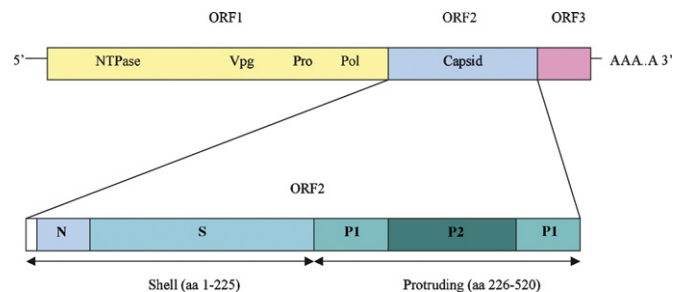 ORF1 ORF2 ORF3
5' NTPase Vpg Pro Pol Capsid AAA..A 3'
ORF2
N S P1 P2 P1
Shell (aa 1-225) Protruding (aa 226-520)